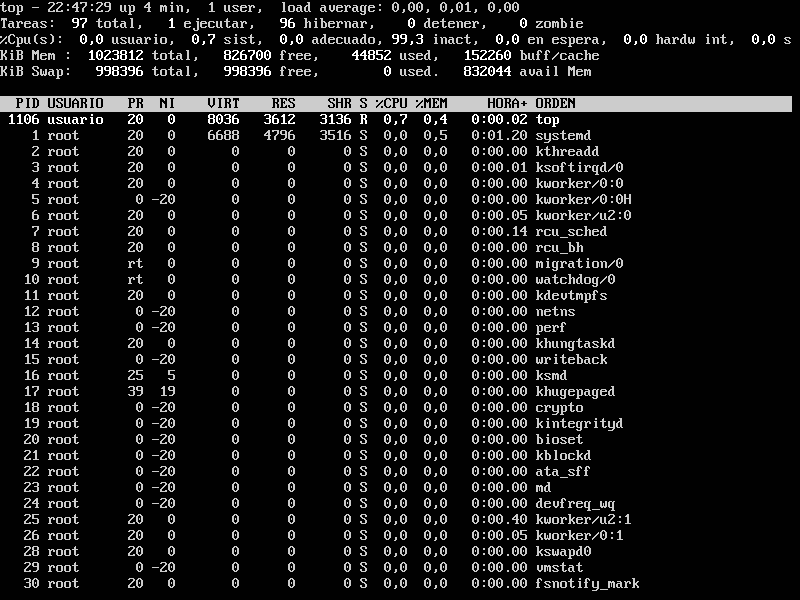 top - 22:47:29 up 4 min,  1 user,  load average: 0,00, 0,01, 0,00
Tareas:  97 total,   1 ejecutar,  96 hibernar,   0 detener,   0 zombie
%Cpu(s):  0,0 usuario,  0,7 sist,  0,0 adecuado, 99,3 inact,  0,0 en espera,  0,0 hardw int,  0,0 s
KiB Mem :  1023812 total,   826700 free,    44852 used,   152260 buff/cache
KiB Swap:   998396 total,   998396 free,        0 used.   832044 avail Mem
PID USUARIO   PR  NI    VIRT    RES    SHR S %CPU %MEM     HORA+ ORDEN
1106 usuario   20   0    8036   3612   3136 R  0,7  0,4   0:00.02 top
1 root      20   0    6688   4796   3516 S  0,0  0,5   0:01.20 systemd
2 root      20   0       0      0      0 S  0,0  0,0   0:00.00 kthreadd
3 root      20   0       0      0      0 S  0,0  0,0   0:00.01 ksoftirqd/0
4 root      20   0       0      0      0 S  0,0  0,0   0:00.00 kworker/0:0
5 root       0 -20       0      0      0 S  0,0  0,0   0:00.00 kworker/0:0H
6 root      20   0       0      0      0 S  0,0  0,0   0:00.05 kworker/u2:0
7 root      20   0       0      0      0 S  0,0  0,0   0:00.14 rcu_sched
8 root      20   0       0      0      0 S  0,0  0,0   0:00.00 rcu_bh
9 root      rt   0       0      0      0 S  0,0  0,0   0:00.00 migration/0
10 root      rt   0       0      0      0 S  0,0  0,0   0:00.00 watchdog/0
11 root      20   0       0      0      0 S  0,0  0,0   0:00.00 kdevtmpfs
12 root       0 -20       0      0      0 S  0,0  0,0   0:00.00 netns
13 root       0 -20       0      0      0 S  0,0  0,0   0:00.00 perf
14 root      20   0       0      0      0 S  0,0  0,0   0:00.00 khungtaskd
15 root       0 -20       0      0      0 S  0,0  0,0   0:00.00 writeback
16 root      25   5       0      0      0 S  0,0  0,0   0:00.00 ksmd
17 root      39  19       0      0      0 S  0,0  0,0   0:00.00 khugepaged
18 root       0 -20       0      0      0 S  0,0  0,0   0:00.00 crypto
19 root       0 -20       0      0      0 S  0,0  0,0   0:00.00 kintegrityd
20 root       0 -20       0      0      0 S  0,0  0,0   0:00.00 bioset
21 root       0 -20       0      0      0 S  0,0  0,0   0:00.00 kblockd
22 root       0 -20       0      0      0 S  0,0  0,0   0:00.00 ata_sff
23 root       0 -20       0      0      0 S  0,0  0,0   0:00.00 md
24 root       0 -20       0      0      0 S  0,0  0,0   0:00.00 devfreq_wq
25 root      20   0       0      0      0 S  0,0  0,0   0:00.40 kworker/u2:1
26 root      20   0       0      0      0 S  0,0  0,0   0:00.05 kworker/0:1
28 root      20   0       0      0      0 S  0,0  0,0   0:00.00 kswapd0
29 root       0 -20       0      0      0 S  0,0  0,0   0:00.00 vmstat
30 root      20   0       0      0      0 S  0,0  0,0   0:00.00 fsnotify_mark